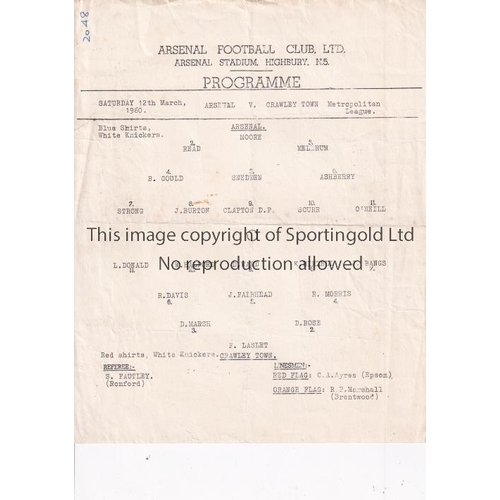 2048
ARSENAL FOOTBALL CLUB, LTD.
ARSENAL STADIUM, HIGHBURY, N.5.
PROGRAMME
SATURDAY 12th March, 1960.
ARSENAL V. CRAWLEY TOWN
Metropolitan League.
Blue Shirts,
White Knickers.
ARSENAL.
MOORE
2. 3.
READ
4. 5. 6.
B. GOULD SNEDDEN ASHBERRY
7. 8. 9. 10. 11.
STRONG J.BURTON CLAPTON D.P. SCURR O'NEILL
This image copyright of Sportingold Ltd
No reproduction allowed
L.DONALD BANGS
11. 7.
R.DAVIS J.FAIRHEAD R. MORRIS
6. 5. 4.
D.MARSH D.ROSE
3. 2.
P. LASLET
Red shirts, White Knickers. CRAWLEY TOWN.
REFEREE:-
S. PAUTLEY.
(Romford)
LINESMEN:-
RED FLAG: C.A.Ayres (Epsom)
ORANGE FLAG: R.D.Marshall
(Brentwood)